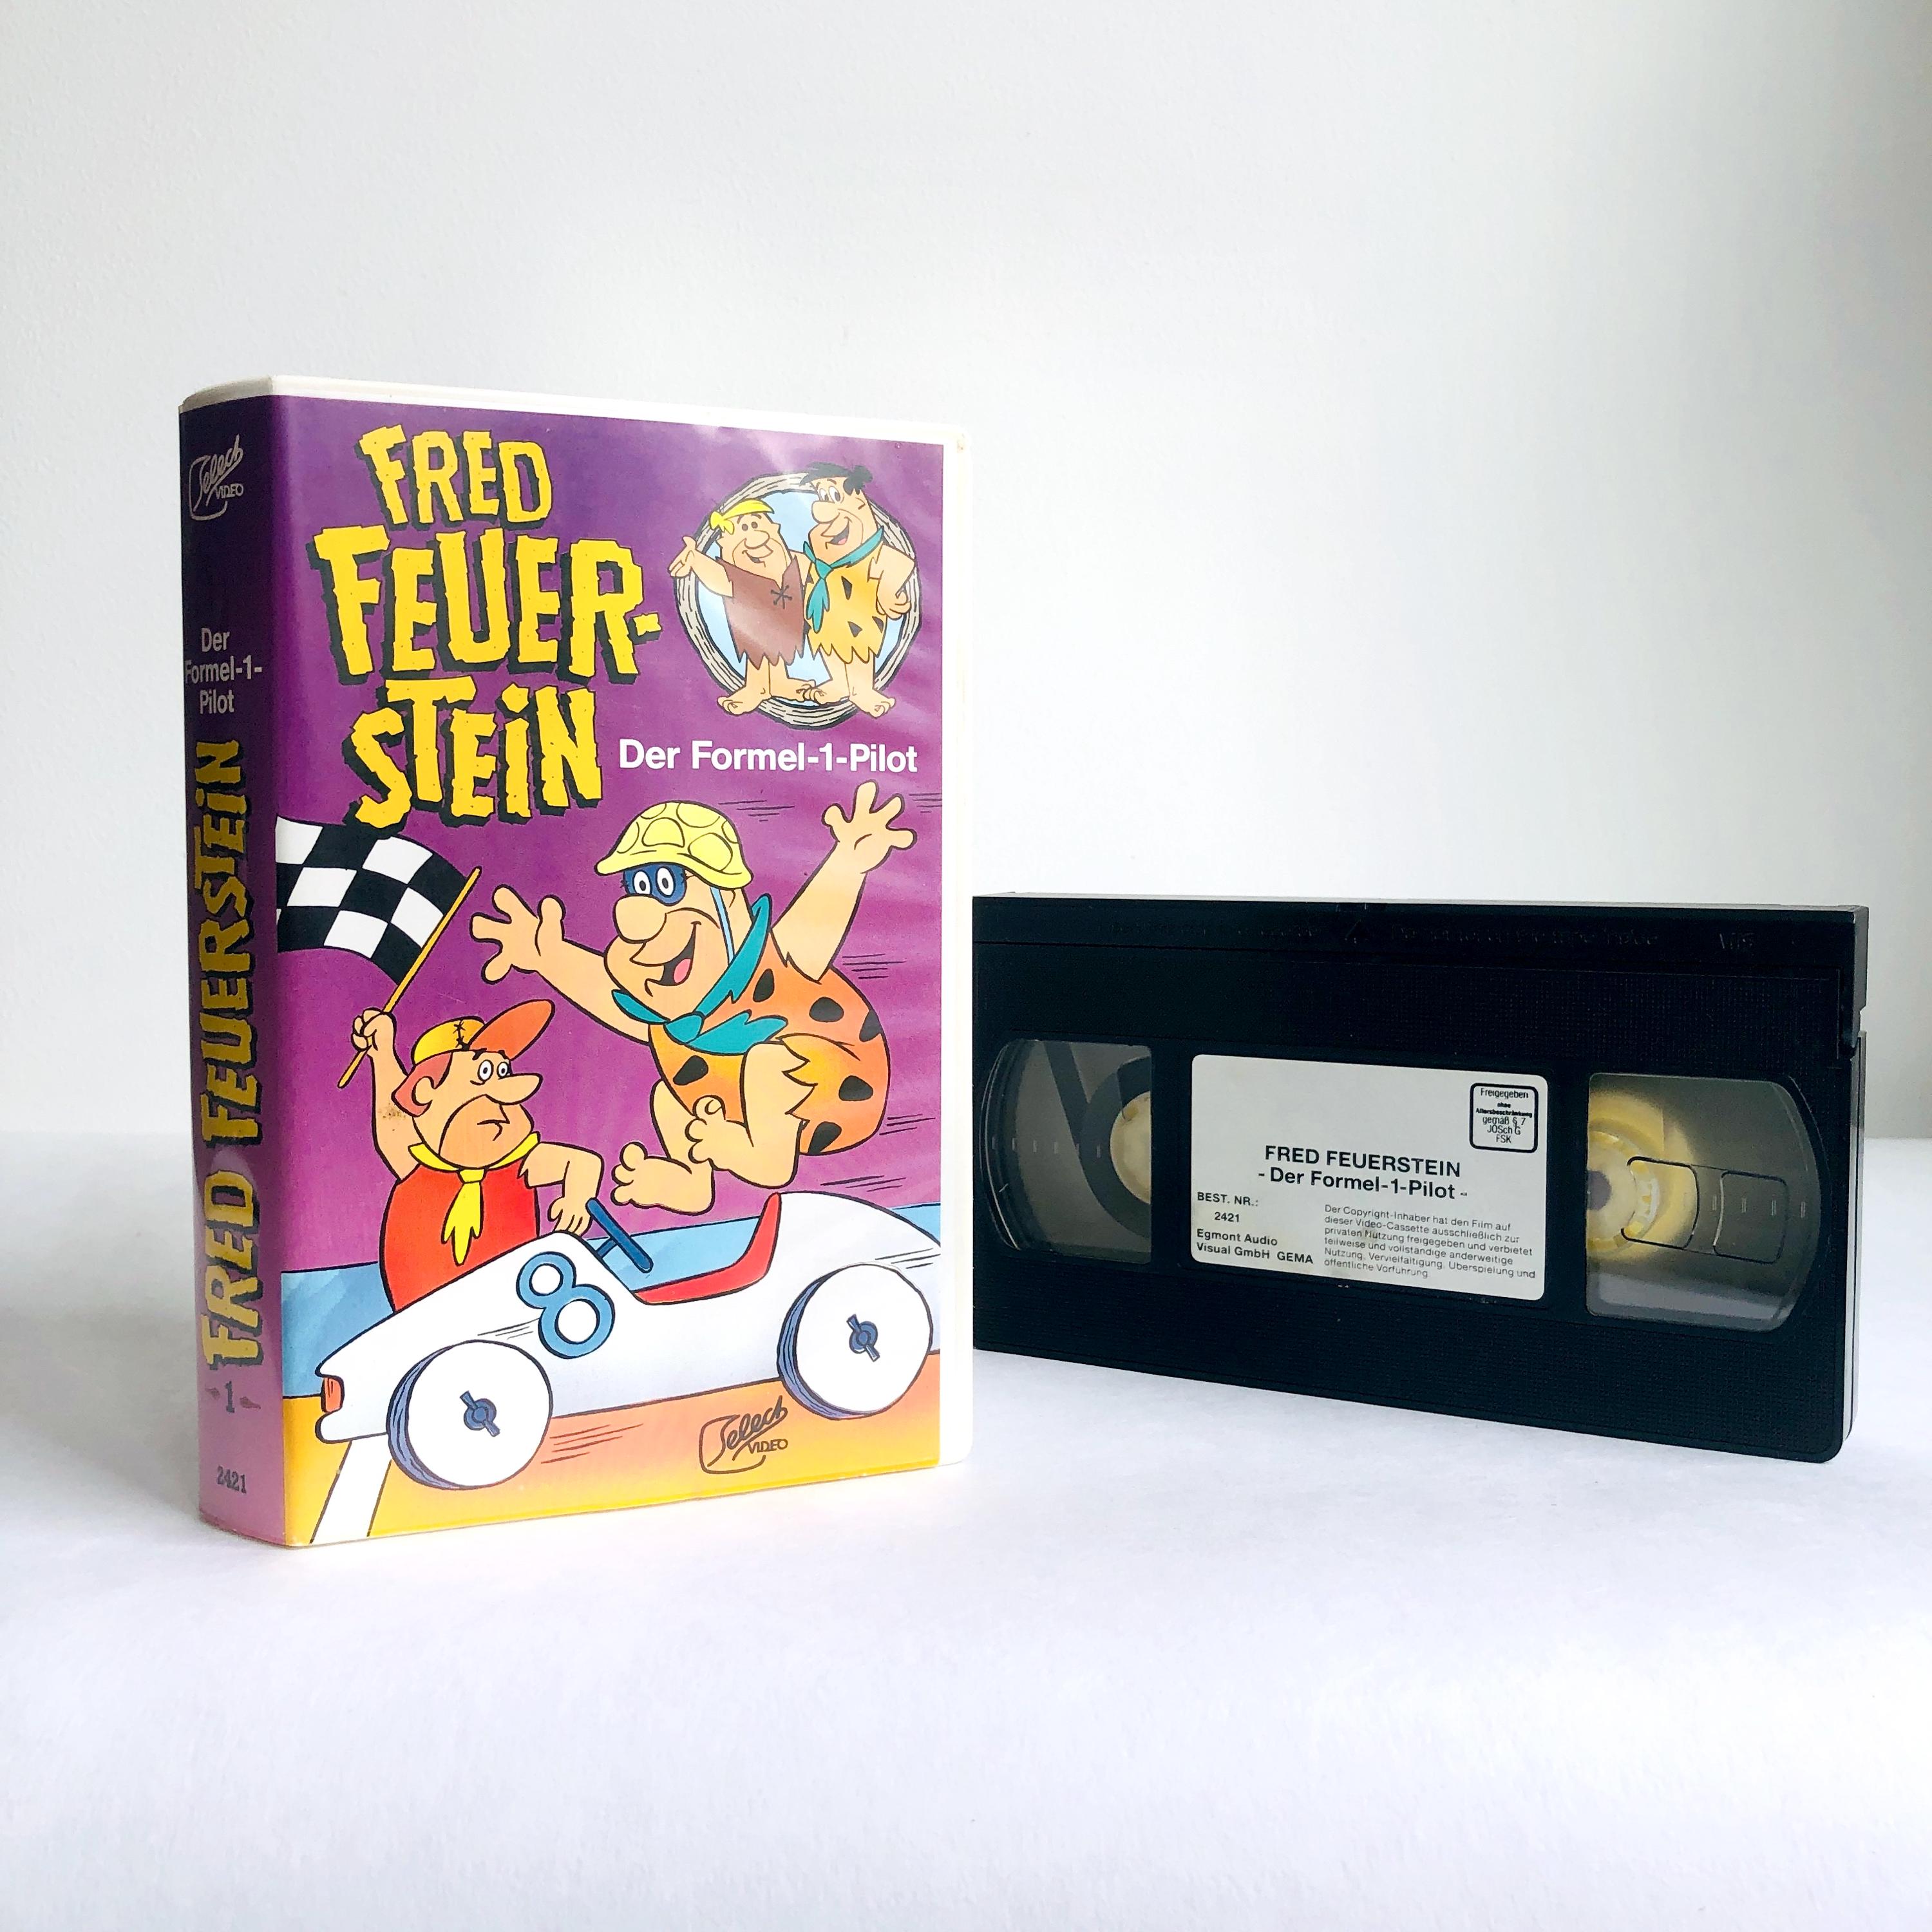 Select
VIDEO
Der
Formel-1-
Pilot
FRED FEUERSTEIN
1
2421
FRED
FEUER-
STEIN
Der Formel-1-Pilot
8
Select
VIDEO
VHS
Freigegeben
ohne
Altersbeschränkung
gemäß § 7
JÖSchG
FSK
FRED FEUERSTEIN
- Der Formel-1-Pilot -
BEST. NR.:
2421
Egmont Audio
Visual GmbH GEMA
Der Copyright-Inhaber hat den Film auf
dieser Video-Cassette ausschließlich zur
privaten Nutzung freigegeben und verbietet
teilweise und vollständige anderweitige
Nutzung, Vervielfältigung, Überspielung und
öffentliche Vorführung.